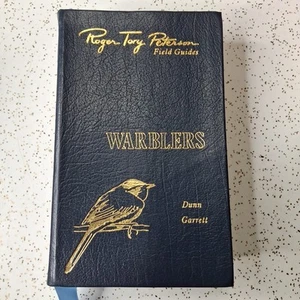 Roger Tory Peterson
Field Guides
WARBLERS
Dunn
Garrett